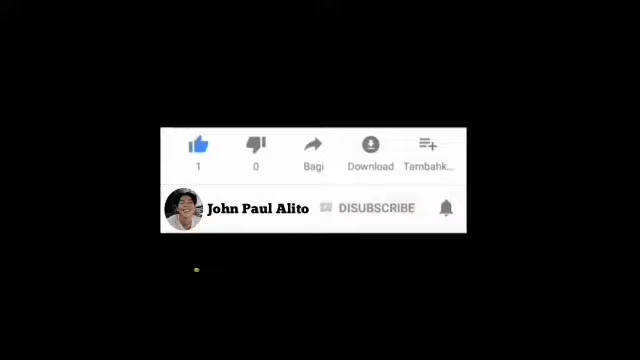 1 0 Bagi Download Tambahk...
John Paul Alito DISUBSCRIBE